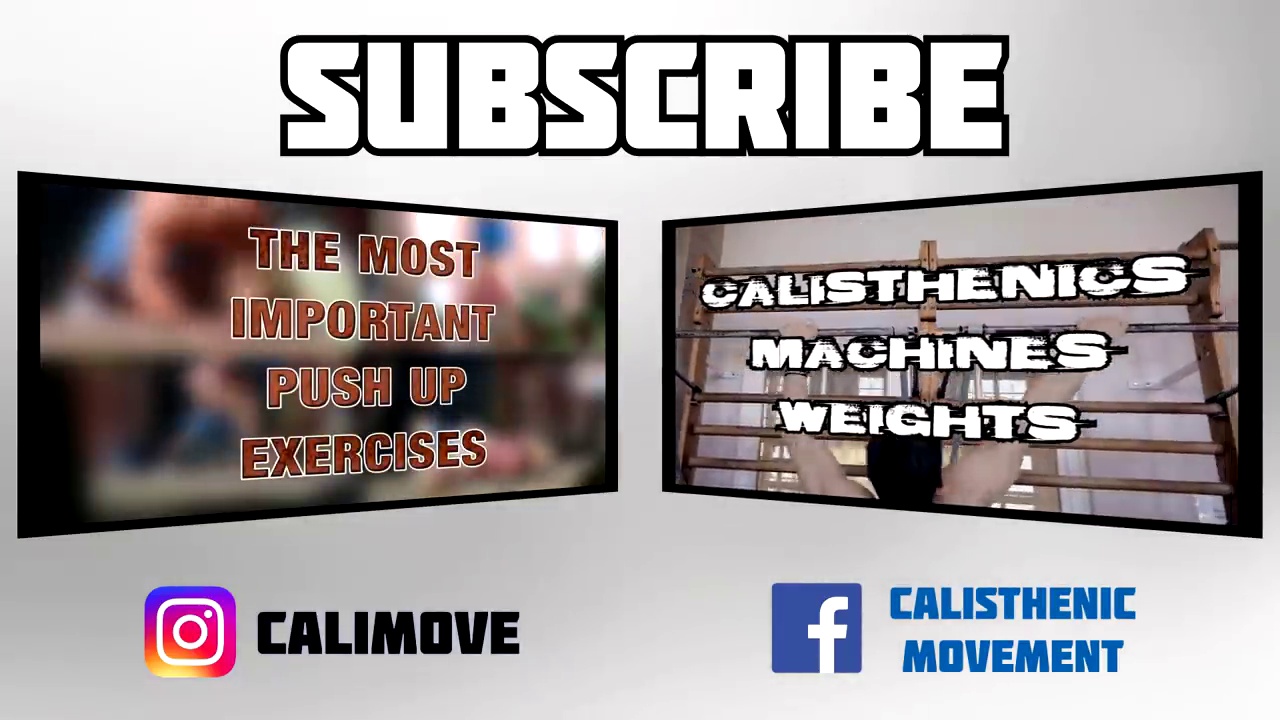 SUBSCRIBE
THE MOST
IMPORTANT
PUSH UP
EXERCISES
CALISTHENICS
MACHINES
WEIGHTS
CALIMOVE
CALISTHENIC
MOVEMENT